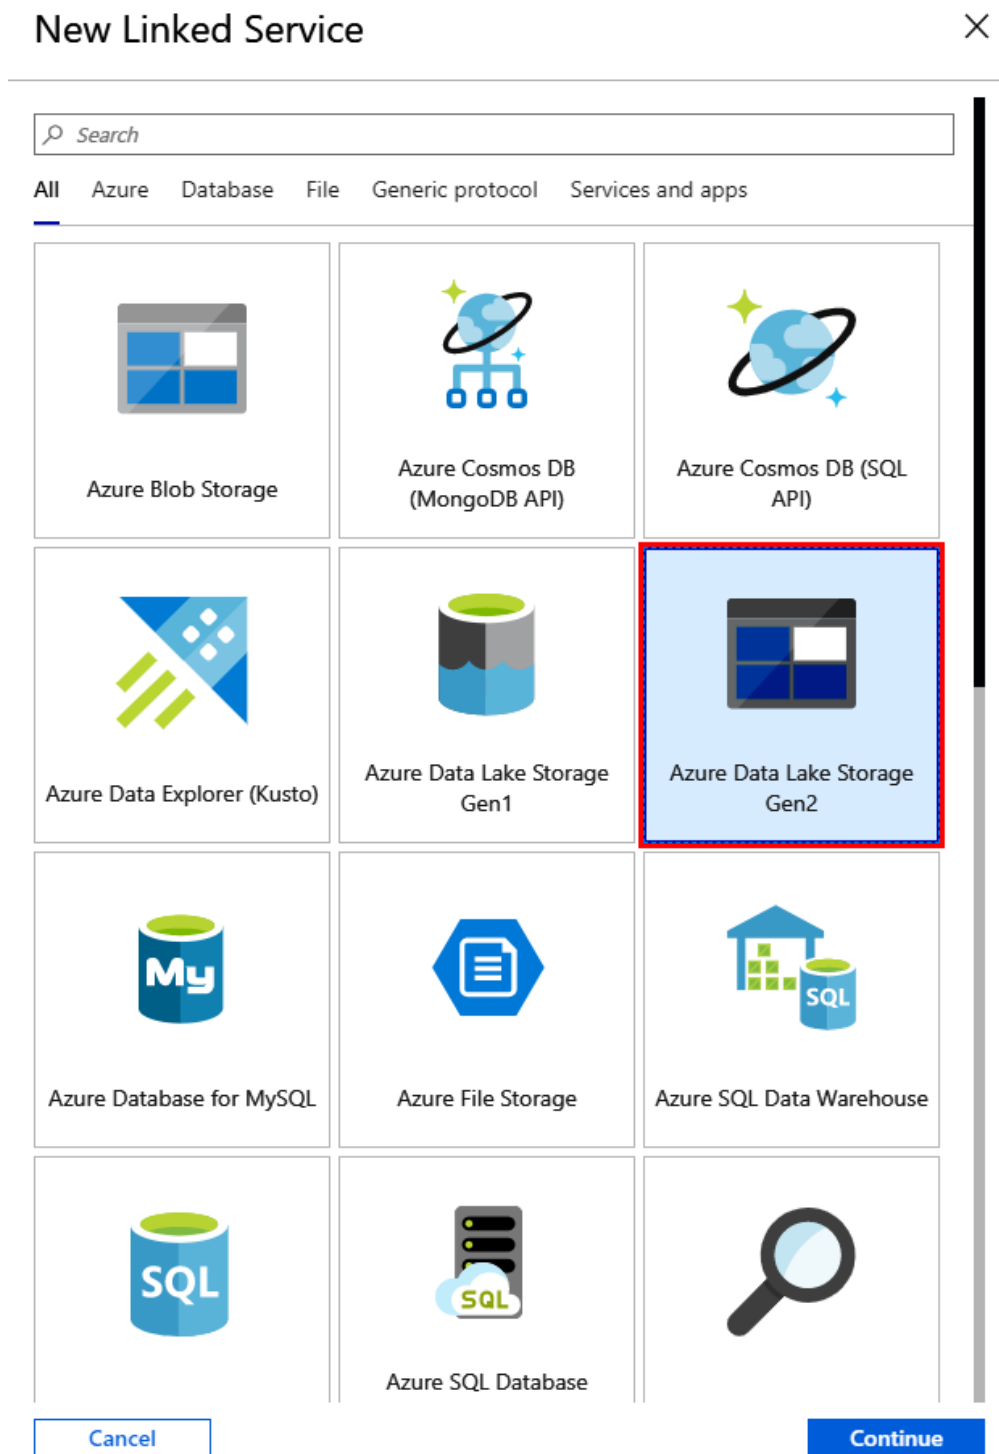 New Linked Service
Search
All Azure Database File Generic protocol Services and apps
Azure Blob Storage
Azure Cosmos DB
(MongoDB API)
Azure Cosmos DB (SQL
API)
Azure Data Explorer (Kusto)
Azure Data Lake Storage
Gen1
Azure Data Lake Storage
Gen2
My
Azure Database for MySQL
Azure File Storage
SQL
Azure SQL Data Warehouse
SQL
SQL
Azure SQL Database
Cancel
Continue